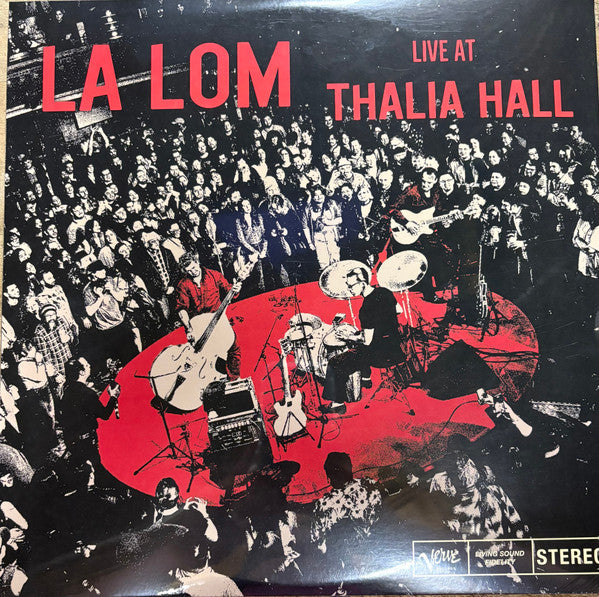 LA LOM
LIVE AT
THALIA HALL
Verve
LIVING SOUND
FIDELITY
STEREO